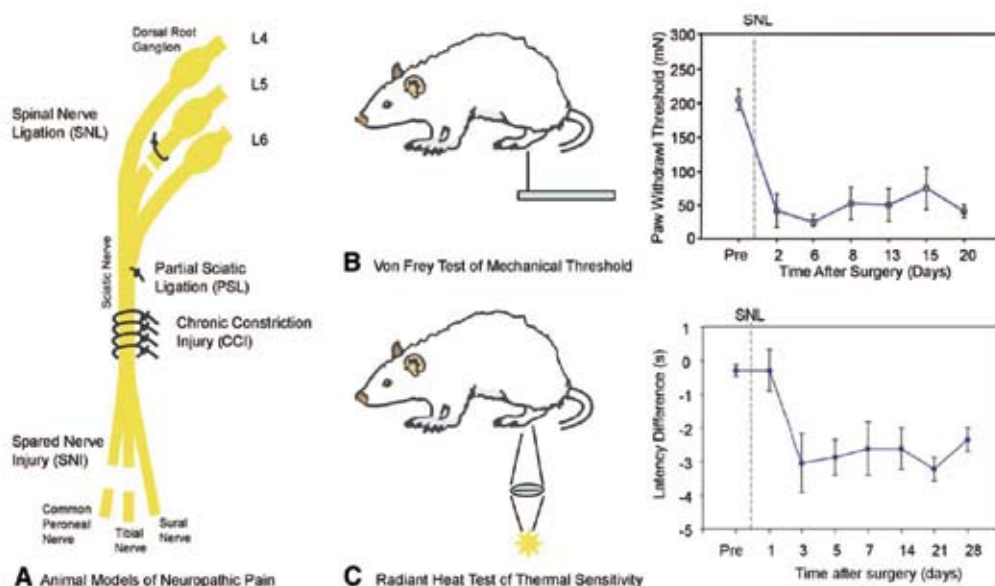 Dorsal Root
Ganglion
L4
L5
L6
Spinal Nerve
Ligation (SNL)
Sciatic Nerve
Partial Sciatic
Ligation (PSL)
Chronic Constriction
Injury (CCI)
Spared Nerve
Injury (SNI)
Common
Peroneal
Nerve
Tibial
Nerve
Sural
Nerve
A Animal Models of Neuropathic Pain
B Von Frey Test of Mechanical Threshold
SNL
Paw Withdrawl Threshold (mN)
300
250
200
150
100
50
0
Pre 2 6 8 13 15 20
Time After Surgery (Days)
C Radiant Heat Test of Thermal Sensitivity
SNL
Latency Difference (s)
1
0
-1
-2
-3
-4
-5
Pre 1 3 5 7 14 21 28
Time after surgery (days)